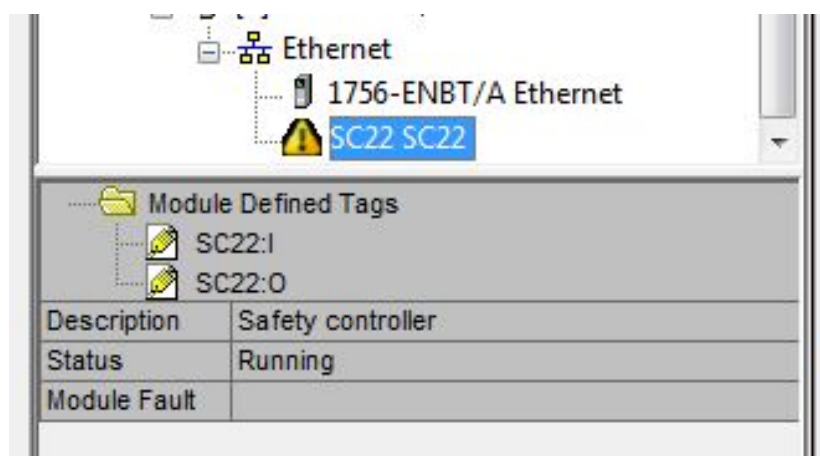 Ethernet
1756-ENBT/A Ethernet
SC22 SC22
Module Defined Tags
SC22:I
SC22:O
Description Safety controller
Status Running
Module Fault